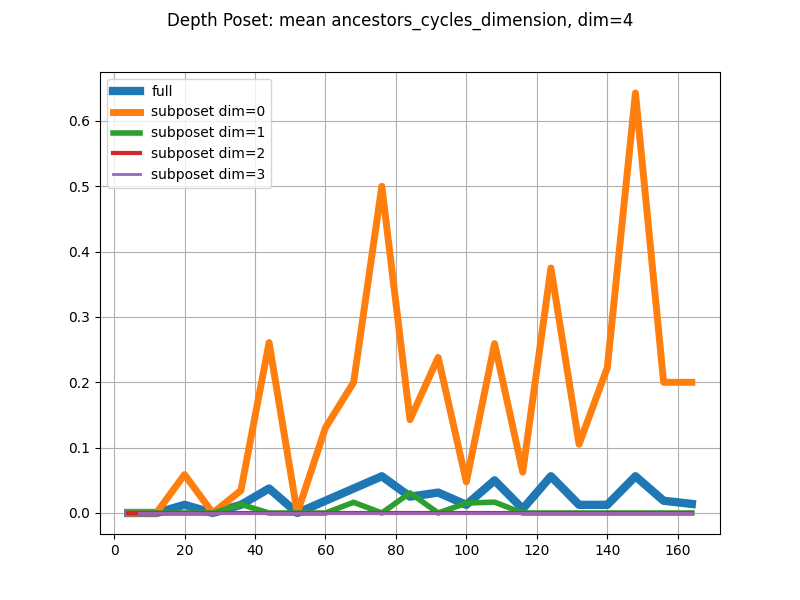 Depth Poset: mean ancestors_cycles_dimension, dim=4
full
subposet dim=0
subposet dim=1
subposet dim=2
subposet dim=3
0.6
0.5
0.4
0.3
0.2
0.1
0.0
0 20 40 60 80 100 120 140 160